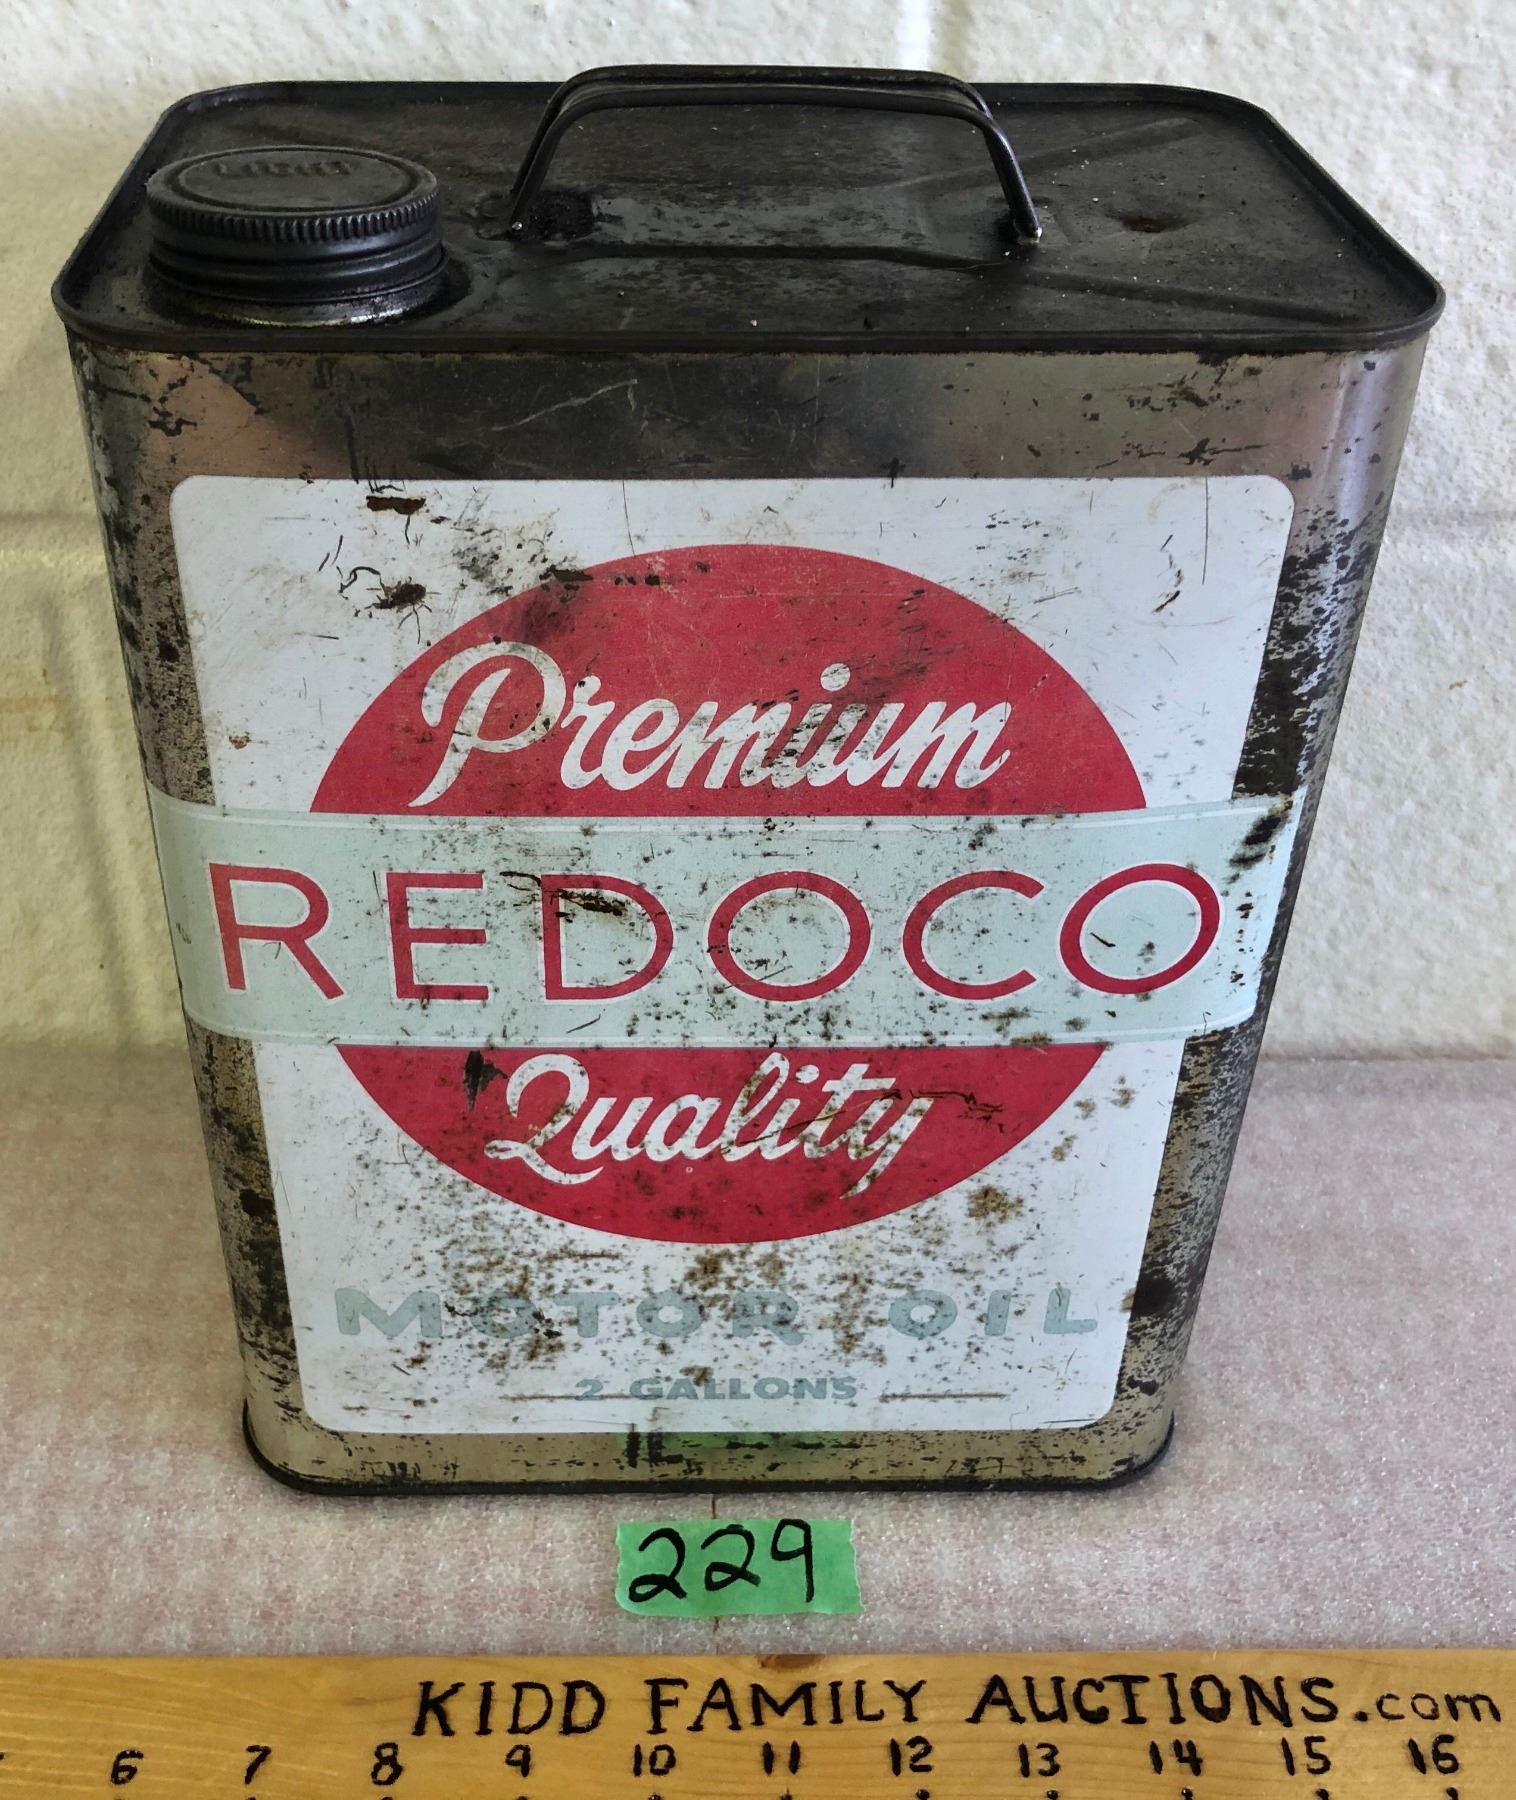 Premium
REDOCO
Quality
MOTOR OIL
2 GALLONS
229
KIDD FAMILY AUCTIONS.com
6 7 8 9 10 11 12 13 14 15 16